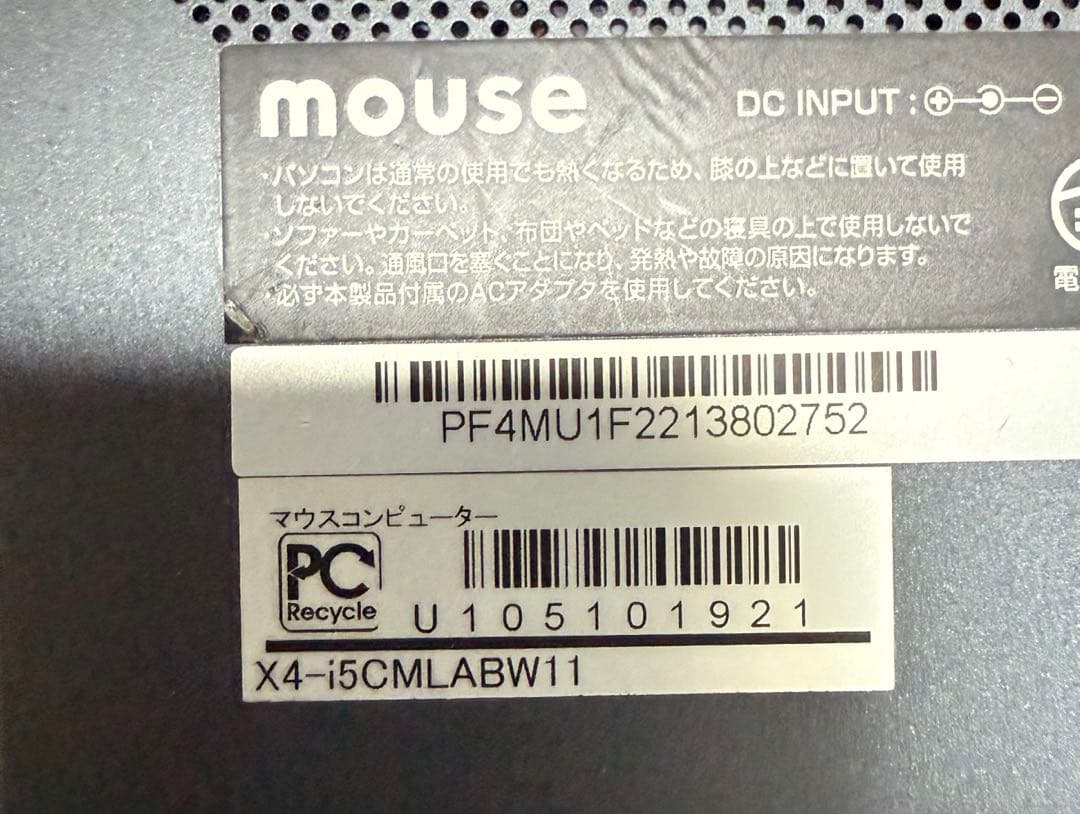 mouse
DC INPUT :
・パソコンは通常の使用でも熱くなるため、膝の上などに置いて使用
しないでください。
・ソファーやカーペット、布団やベッドなどの寝具の上で使用しないで
ください。通風口を塞ぐことになり、発熱や故障の原因になります。
・必ず本製品付属のACアダプタを使用してください。
電
PF4MU1F2213802752
マウスコンピューター
PC
Recycle
U105101921
X4-i5CMLABW11